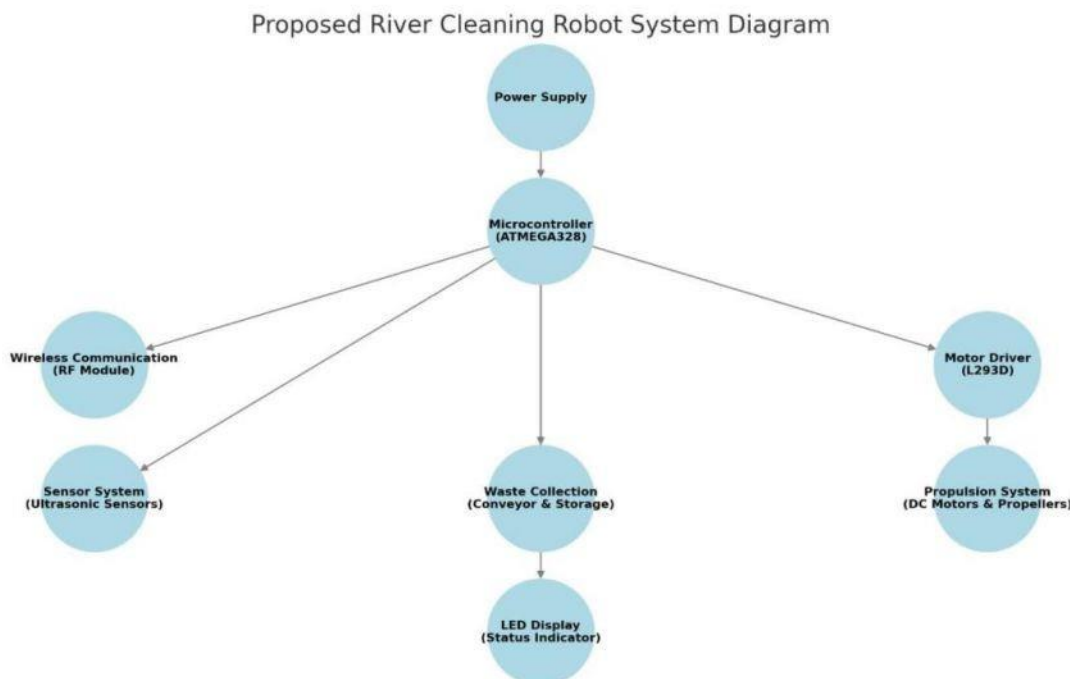 Proposed River Cleaning Robot System Diagram
Power Supply
Microcontroller
(ATMEGA328)
Wireless Communication
(RF Module)
Motor Driver
(L293D)
Sensor System
(Ultrasonic Sensors)
Waste Collection
(Conveyor & Storage)
Propulsion System
(DC Motors & Propellers)
LED Display
(Status Indicator)